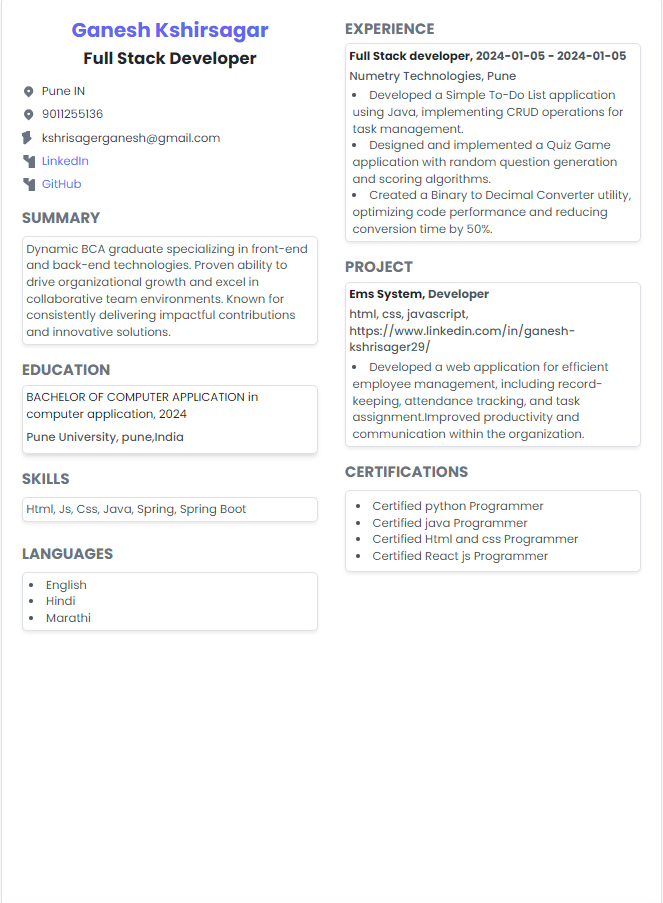 Ganesh Kshirsagar
Full Stack Developer
Pune IN
9011255136
kshrisagerganesh@gmail.com
LinkedIn
GitHub
SUMMARY
Dynamic BCA graduate specializing in front-end
and back-end technologies. Proven ability to
drive organizational growth and excel in
collaborative team environments. Known for
consistently delivering impactful contributions
and innovative solutions.
EDUCATION
BACHELOR OF COMPUTER APPLICATION in
computer application, 2024
Pune University, pune,India
SKILLS
Html, Js, Css, Java, Spring, Spring Boot
LANGUAGES
• English
• Hindi
• Marathi
EXPERIENCE
Full Stack developer, 2024-01-05 - 2024-01-05
Numetry Technologies, Pune
• Developed a Simple To-Do List application
using Java, implementing CRUD operations for
task management.
• Designed and implemented a Quiz Game
application with random question generation
and scoring algorithms.
• Created a Binary to Decimal Converter utility,
optimizing code performance and reducing
conversion time by 50%.
PROJECT
Ems System, Developer
html, css, javascript,
https://www.linkedin.com/in/ganesh-
kshrisager29/
• Developed a web application for efficient
employee management, including record-
keeping, attendance tracking, and task
assignment.Improved productivity and
communication within the organization.
CERTIFICATIONS
• Certified python Programmer
• Certified java Programmer
• Certified Html and css Programmer
• Certified React js Programmer